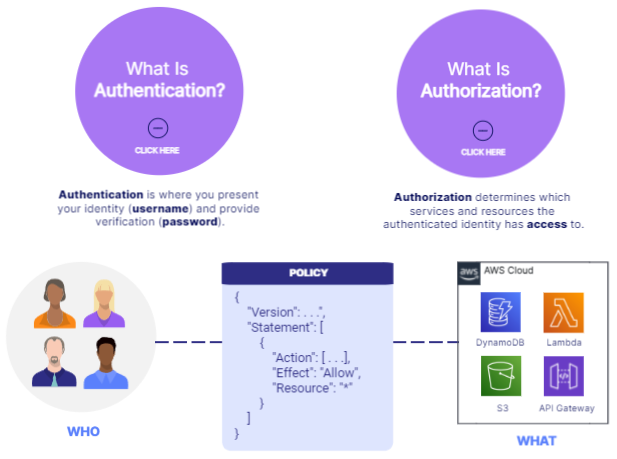 What Is
Authentication?
CLICK HERE
Authentication is where you present
your identity (username) and provide
verification (password).
What Is
Authorization?
CLICK HERE
Authorization determines which
services and resources the
authenticated identity has access to.
WHO
POLICY
{
"Version": . . .",
"Statement": [
{
"Action": [ . . .],
"Effect": "Allow",
"Resource": "*"
}
]
}
aws
AWS Cloud
DynamoDB
Lambda
S3
API Gateway
WHAT